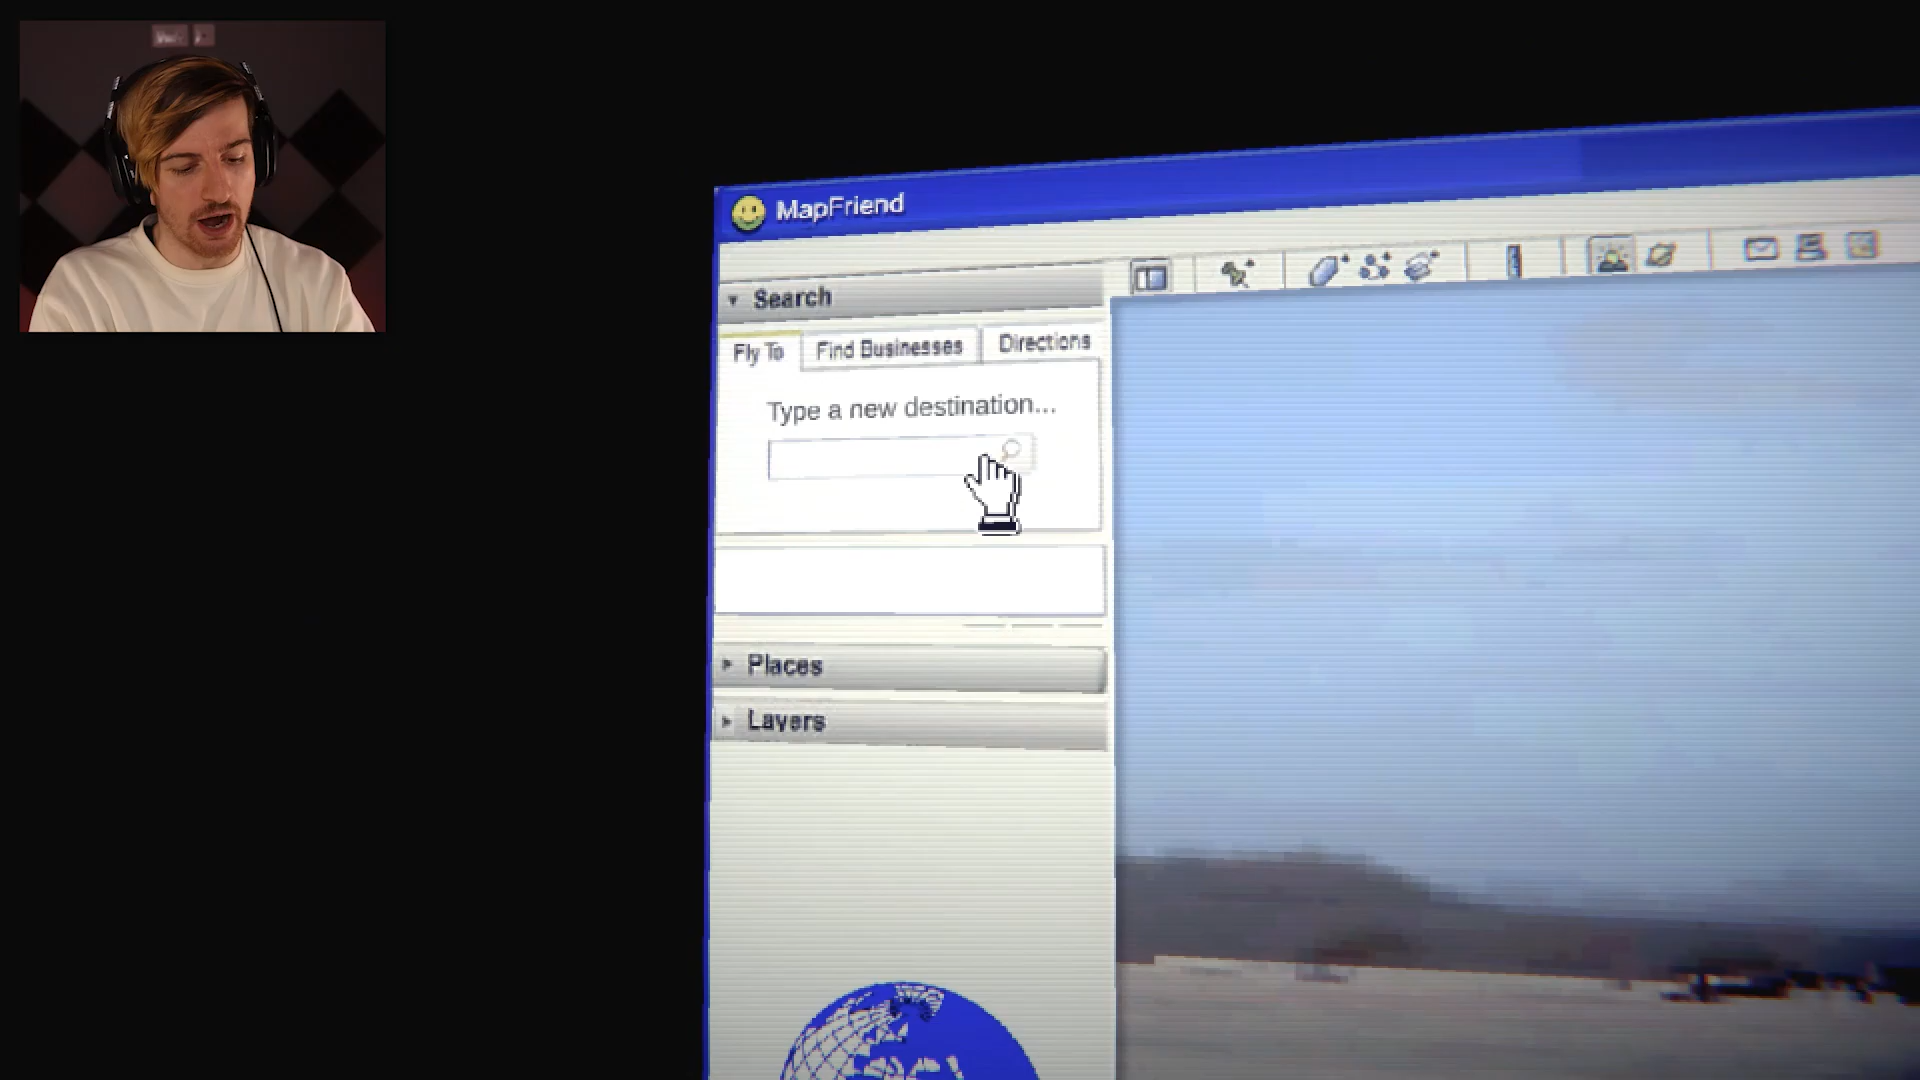 MapFriend
Search
Fly To
Find Businesses
Directions
Type a new destination...
Places
Layers